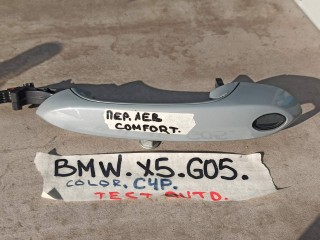 ПЕР. ЛЕВ
COMFORT.
BMW. X5. G05.
COLOR. C4P.
TEST. AUTO.